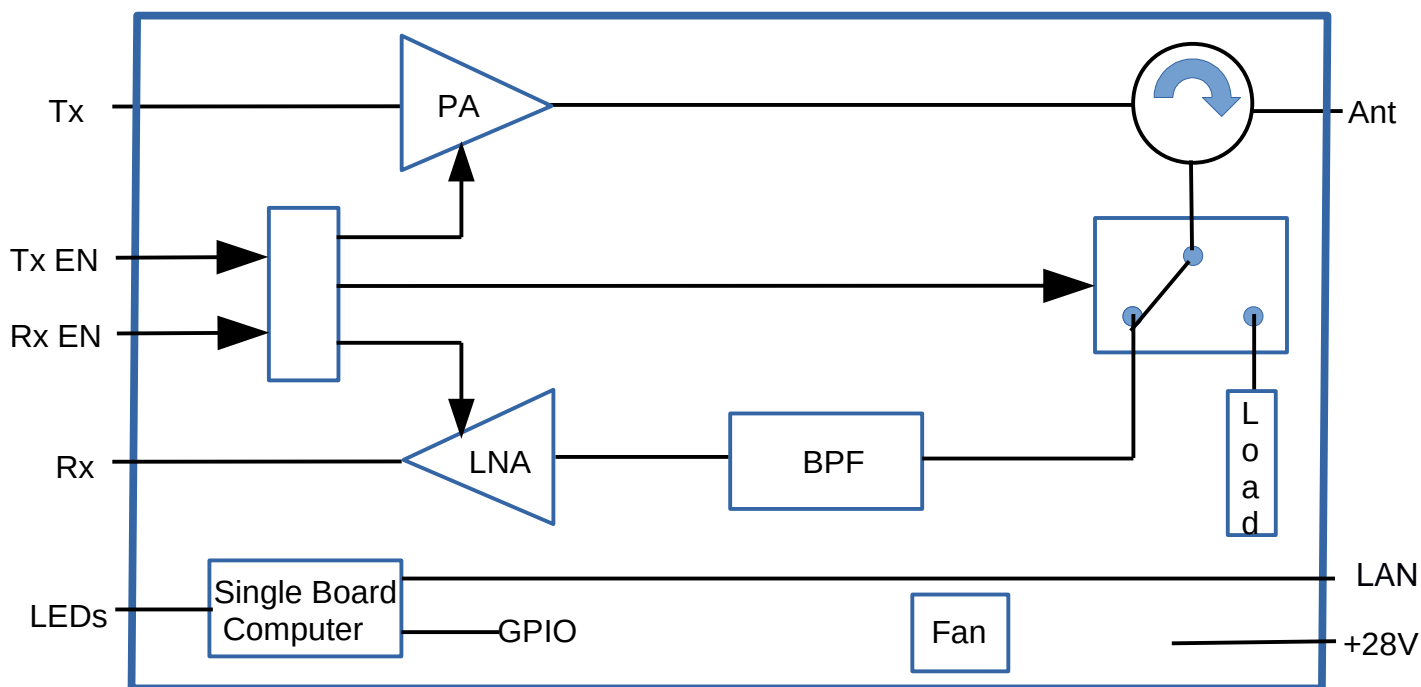 Tx
PA
Ant
Tx EN
Rx EN
Rx
LNA
BPF
L
o
a
d
LEDs
Single Board
Computer
GPIO
Fan
LAN
+28V